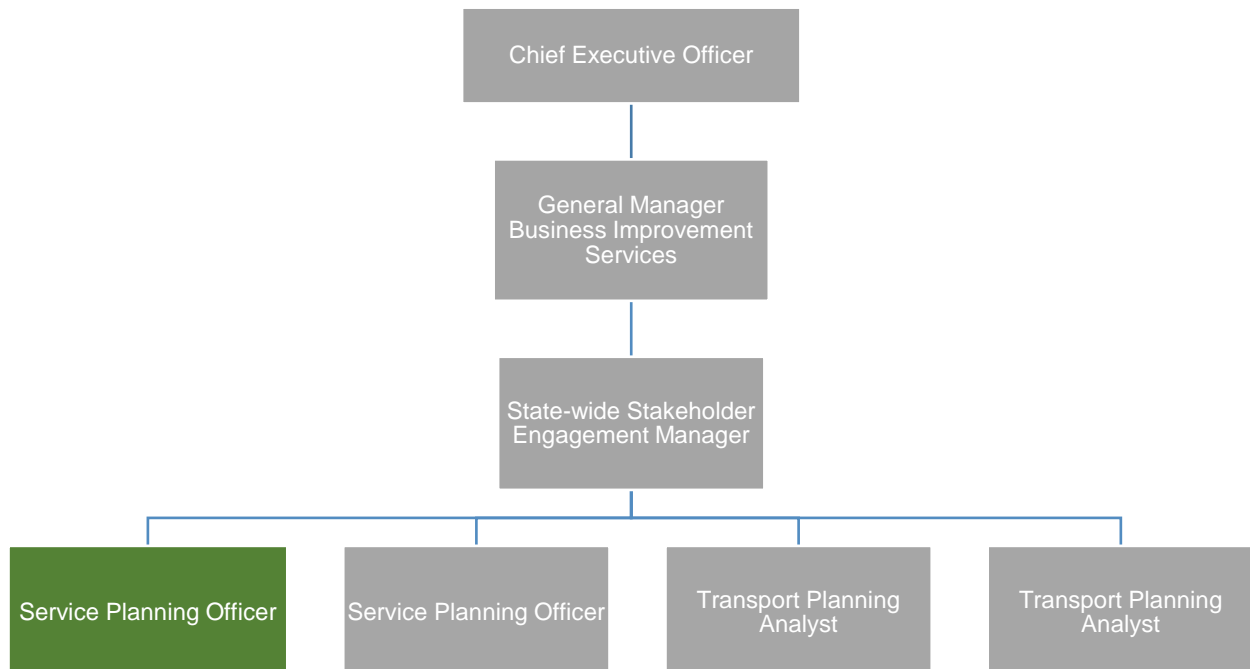 Chief Executive Officer
General Manager
Business Improvement
Services
State-wide Stakeholder
Engagement Manager
Service Planning Officer
Service Planning Officer
Transport Planning
Analyst
Transport Planning
Analyst